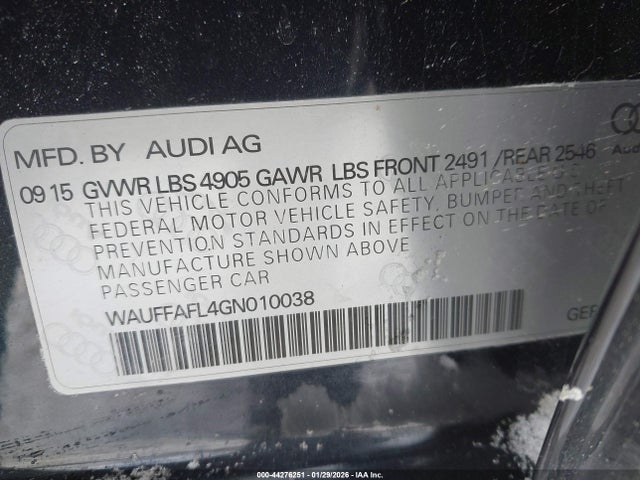 MFD. BY AUDI AG
09 15 GVWR LBS 4905 GAWR LBS FRONT 2491 /REAR 2546
THIS VEHICLE CONFORMS TO ALL APPLICABLE U.S.
FEDERAL MOTOR VEHICLE SAFETY, BUMPER AND THEFT
PREVENTION STANDARDS IN EFFECT ON THE DATE OF
MANUFACTURE SHOWN ABOVE
PASSENGER CAR
WAUFFAFL4GN010038
000-44276251 - 01/29/2026 - IAA Inc.